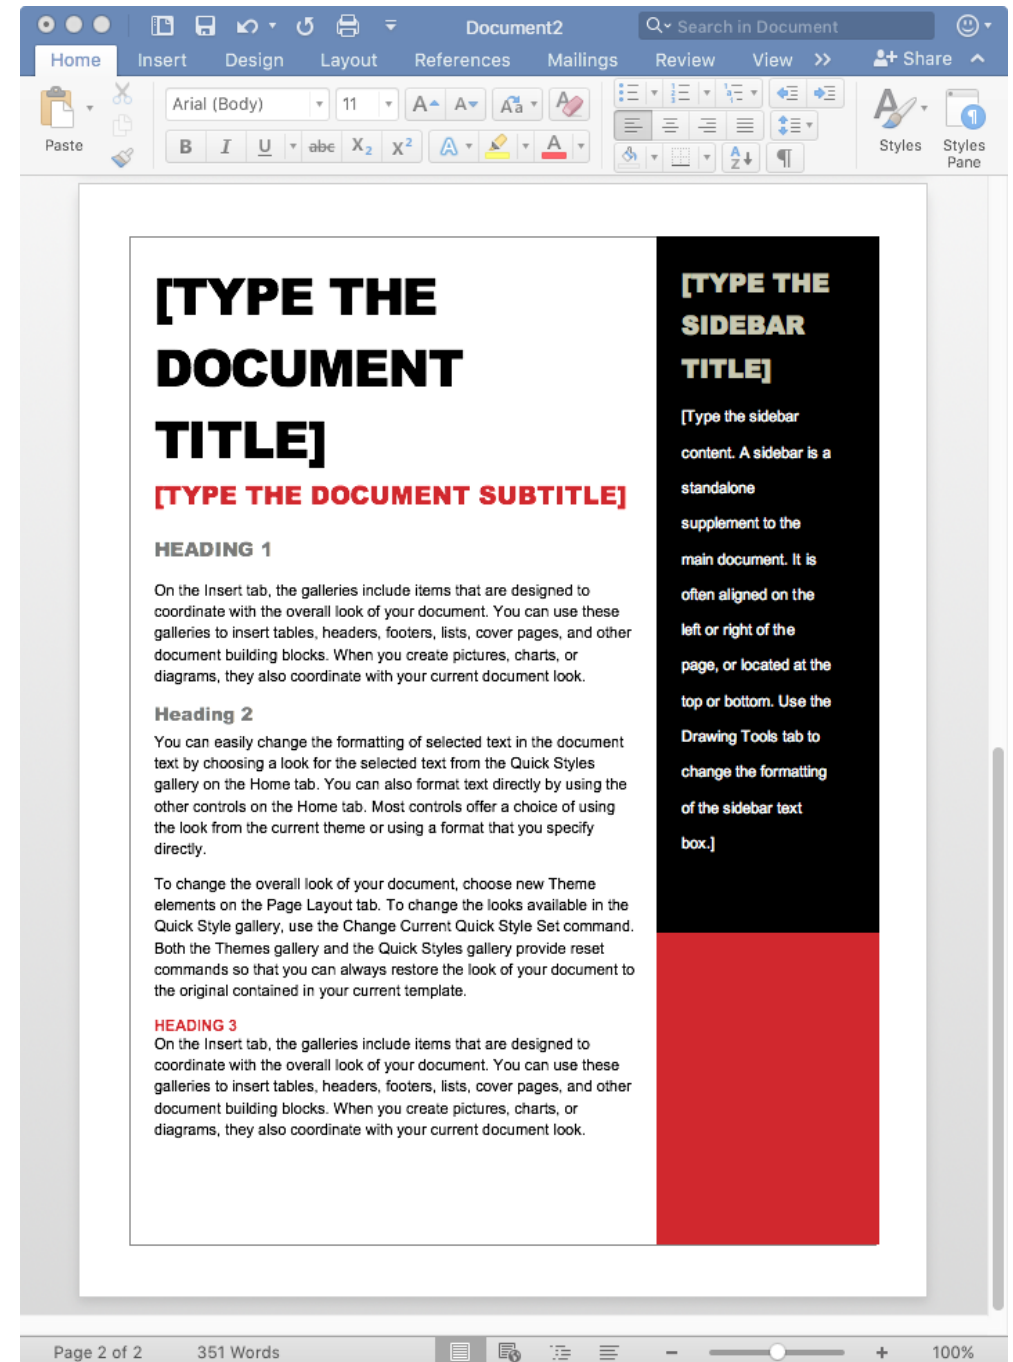 Document2
Search in Document
Home Insert Design Layout References Mailings Review View >> Share
Paste
Arial (Body) 11
Styles
Styles
Pane
[TYPE THE
DOCUMENT
TITLE]
[TYPE THE DOCUMENT SUBTITLE]
HEADING 1
On the Insert tab, the galleries include items that are designed to
coordinate with the overall look of your document. You can use these
galleries to insert tables, headers, footers, lists, cover pages, and other
document building blocks. When you create pictures, charts, or
diagrams, they also coordinate with your current document look.
Heading 2
You can easily change the formatting of selected text in the document
text by choosing a look for the selected text from the Quick Styles
gallery on the Home tab. You can also format text directly by using the
other controls on the Home tab. Most controls offer a choice of using
the look from the current theme or using a format that you specify
directly.
To change the overall look of your document, choose new Theme
elements on the Page Layout tab. To change the looks available in the
Quick Style gallery, use the Change Current Quick Style Set command.
Both the Themes gallery and the Quick Styles gallery provide reset
commands so that you can always restore the look of your document to
the original contained in your current template.
HEADING 3
On the Insert tab, the galleries include items that are designed to
coordinate with the overall look of your document. You can use these
galleries to insert tables, headers, footers, lists, cover pages, and other
document building blocks. When you create pictures, charts, or
diagrams, they also coordinate with your current document look.
[TYPE THE
SIDEBAR
TITLE]
[Type the sidebar
content. A sidebar is a
standalone
supplement to the
main document. It is
often aligned on the
left or right of the
page, or located at the
top or bottom. Use the
Drawing Tools tab to
change the formatting
of the sidebar text
box.]
Page 2 of 2 351 Words 100%